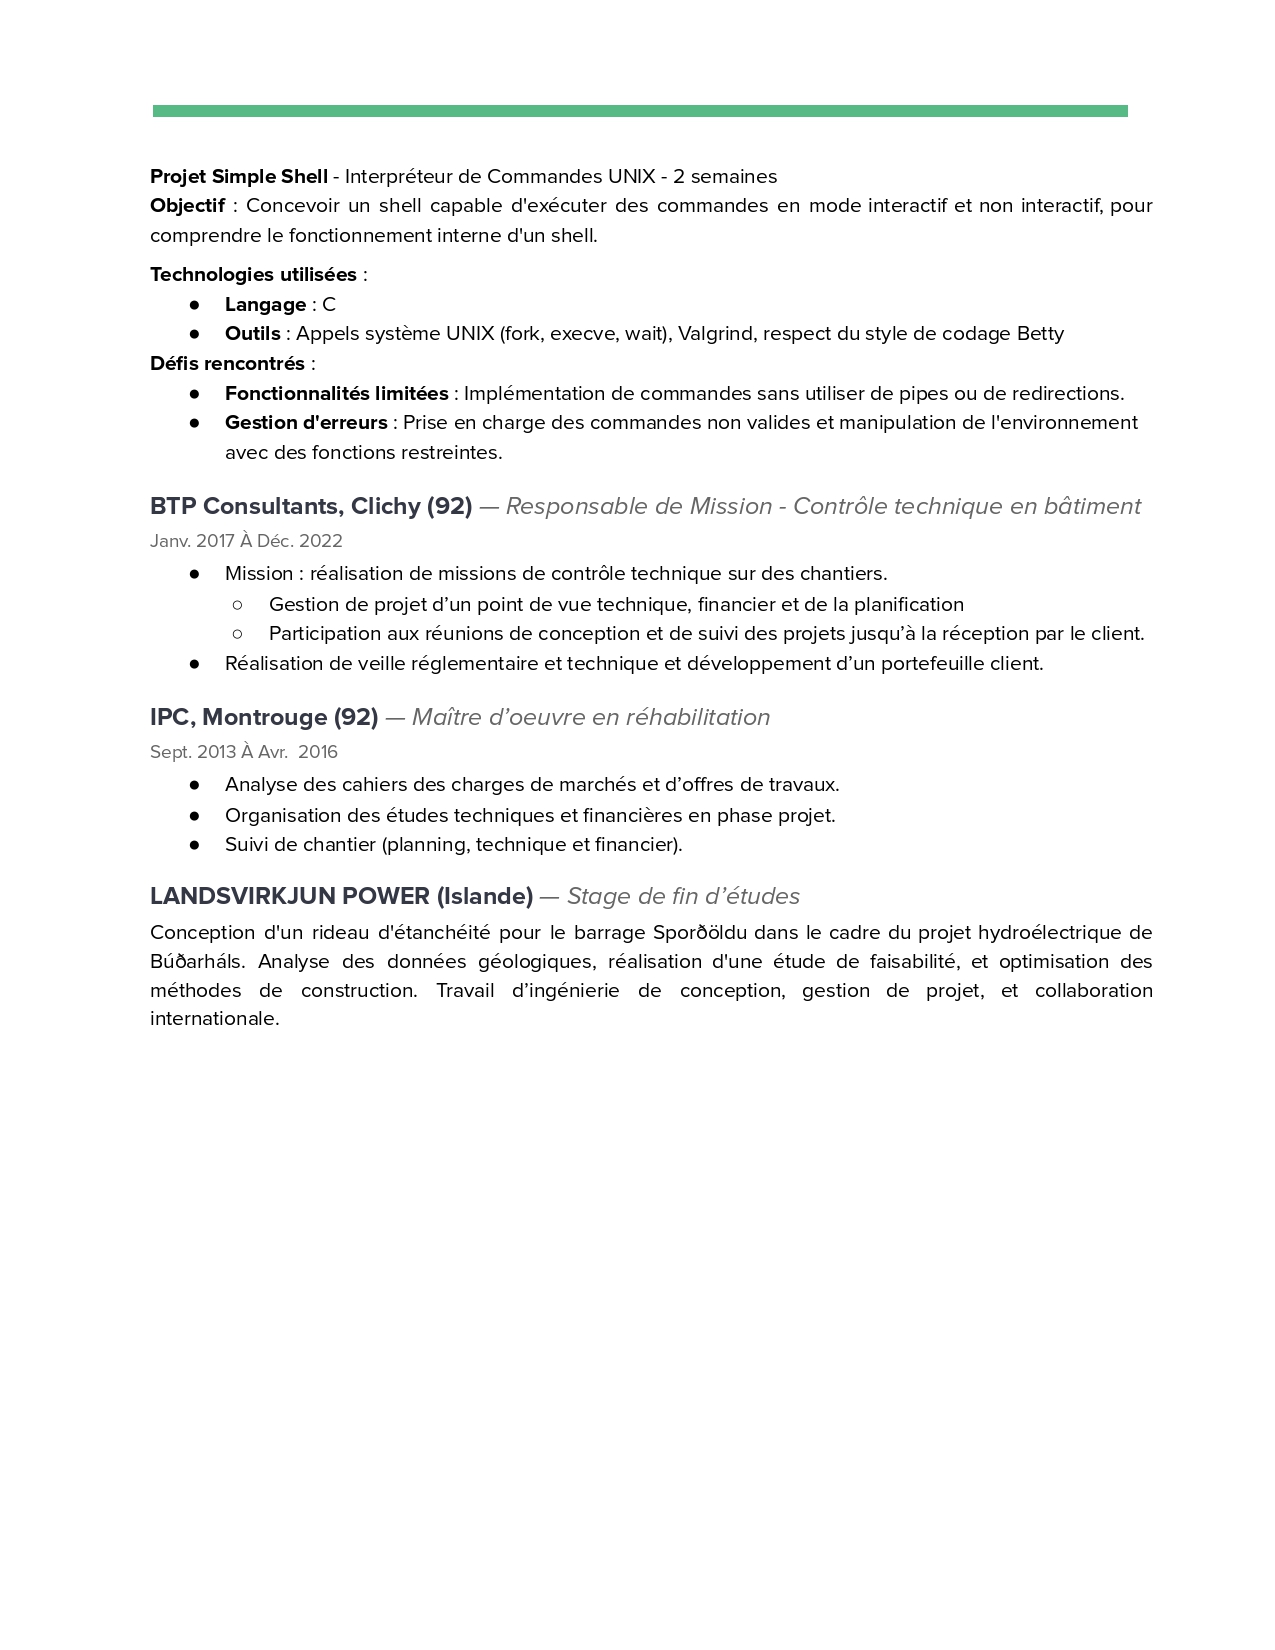 Projet Simple Shell - Interpréteur de Commandes UNIX - 2 semaines
Objectif : Concevoir un shell capable d'exécuter des commandes en mode interactif et non interactif, pour
comprendre le fonctionnement interne d'un shell.
Technologies utilisées :
● Langage : C
● Outils : Appels système UNIX (fork, execve, wait), Valgrind, respect du style de codage Betty
Défis rencontrés :
● Fonctionnalités limitées : Implémentation de commandes sans utiliser de pipes ou de redirections.
● Gestion d'erreurs : Prise en charge des commandes non valides et manipulation de l'environnement
avec des fonctions restreintes.
BTP Consultants, Clichy (92) — Responsable de Mission - Contrôle technique en bâtiment
Janv. 2017 À Déc. 2022
● Mission : réalisation de missions de contrôle technique sur des chantiers.
○ Gestion de projet d’un point de vue technique, financier et de la planification
○ Participation aux réunions de conception et de suivi des projets jusqu’à la réception par le client.
● Réalisation de veille réglementaire et technique et développement d’un portefeuille client.
IPC, Montrouge (92) — Maître d’oeuvre en réhabilitation
Sept. 2013 À Avr. 2016
● Analyse des cahiers des charges de marchés et d’offres de travaux.
● Organisation des études techniques et financières en phase projet.
● Suivi de chantier (planning, technique et financier).
LANDSVIRKJUN POWER (Islande) — Stage de fin d’études
Conception d'un rideau d'étanchéité pour le barrage Sporðöldu dans le cadre du projet hydroélectrique de
Búðarháls. Analyse des données géologiques, réalisation d'une étude de faisabilité, et optimisation des
méthodes de construction. Travail d’ingénierie de conception, gestion de projet, et collaboration
internationale.